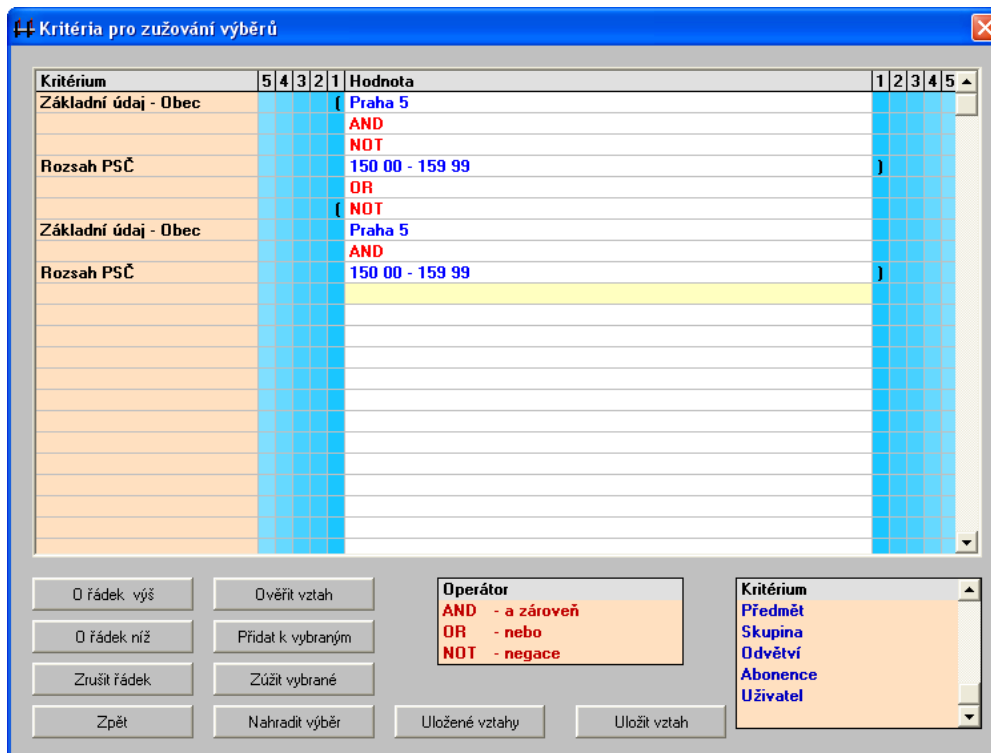 Kritéria pro zužování výběrů
Kritérium 5 4 3 2 1 Hodnota 1 2 3 4 5
Základní údaj - Obec ( Praha 5
AND
NOT
Rozsah PSČ 150 00 - 159 99 )
OR
( NOT
Základní údaj - Obec Praha 5
AND
Rozsah PSČ 150 00 - 159 99 )
O řádek výš
Ověřit vztah
O řádek níž
Přidat k vybraným
Zrušit řádek
Zúžit vybrané
Zpět
Nahradit výběr
Uložené vztahy
Uložit vztah
Operátor
AND - a zároveň
OR - nebo
NOT - negace
Kritérium
Předmět
Skupina
Odvětví
Abonence
Uživatel